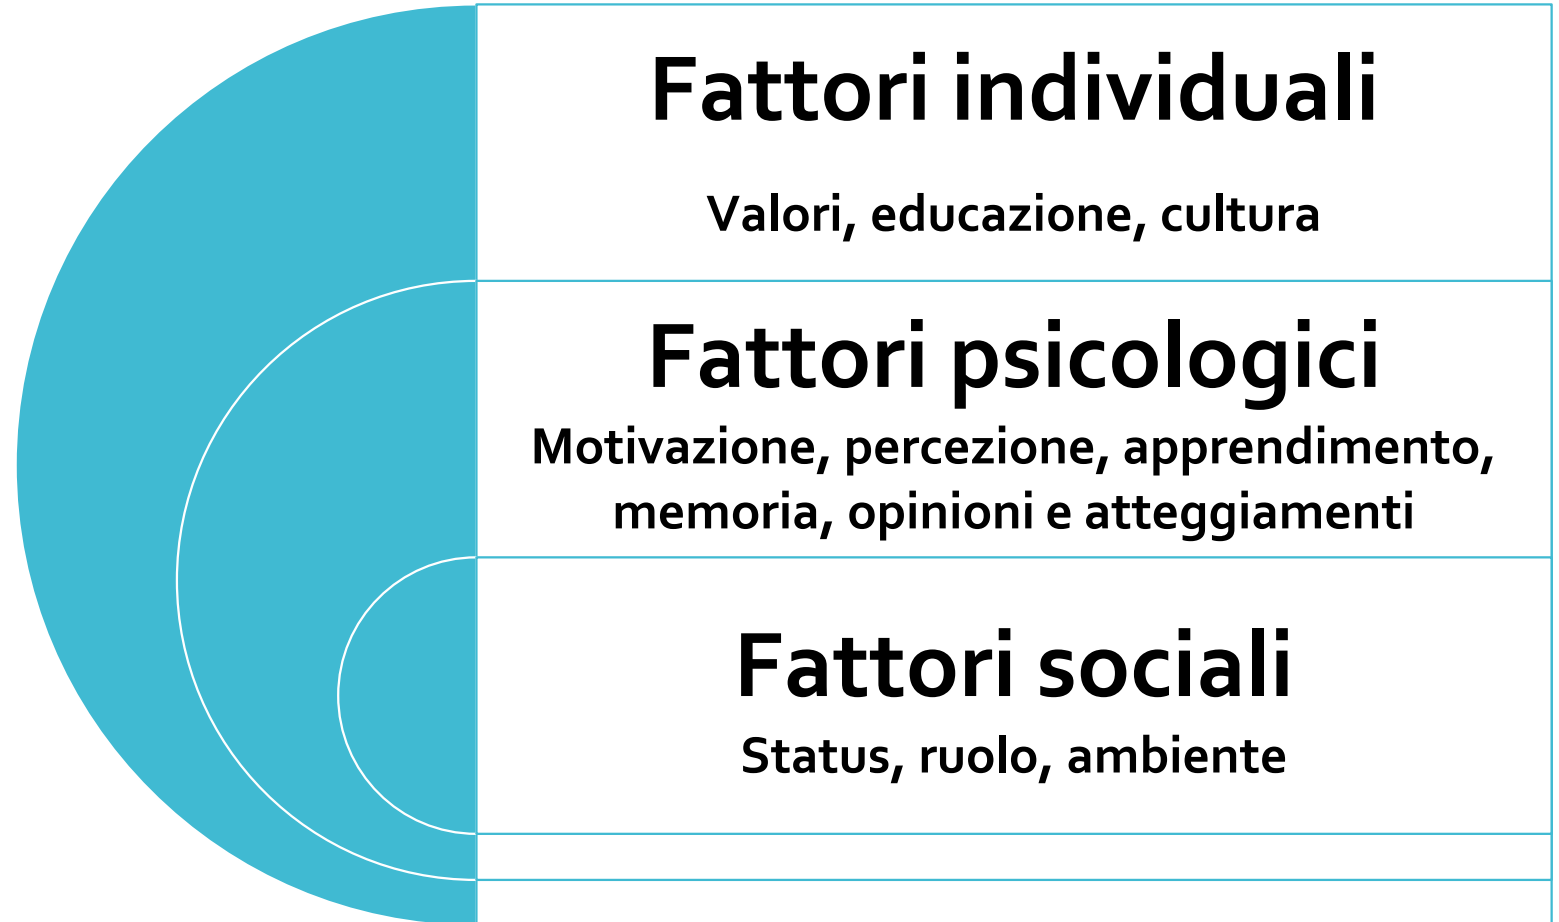 Fattori individuali
Valori, educazione, cultura
Fattori psicologici
Motivazione, percezione, apprendimento,
memoria, opinioni e atteggiamenti
Fattori sociali
Status, ruolo, ambiente